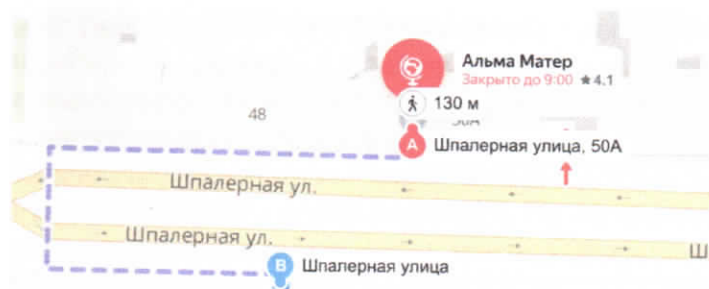 Альма Матер
Закрыто до 9:00 ★4.1
130 м
48
50А
А Шпалерная улица, 50А
Шпалерная ул.
Шпалерная ул.
Ш
В Шпалерная улица